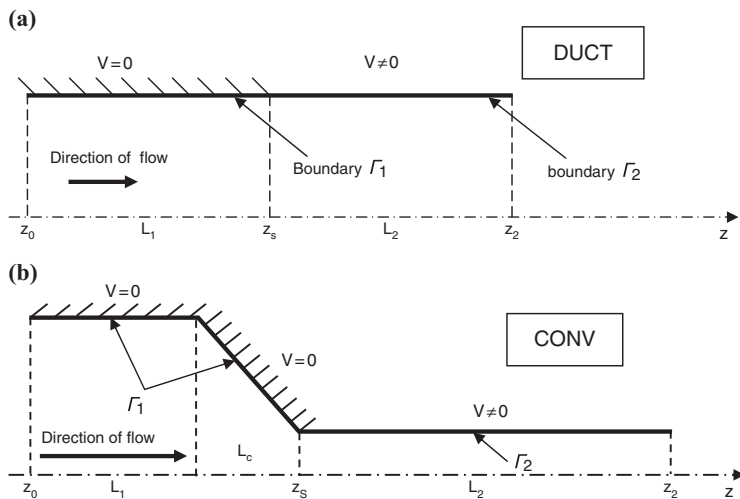 (a)
V=0
V≠0
DUCT
Direction of flow
Boundary Γ1
boundary Γ2
z0
L1
zs
L2
z2
z
(b)
V=0
CONV
V=0
Γ1
V≠0
Direction of flow
Lc
Γ2
z0
L1
zS
L2
z2
z